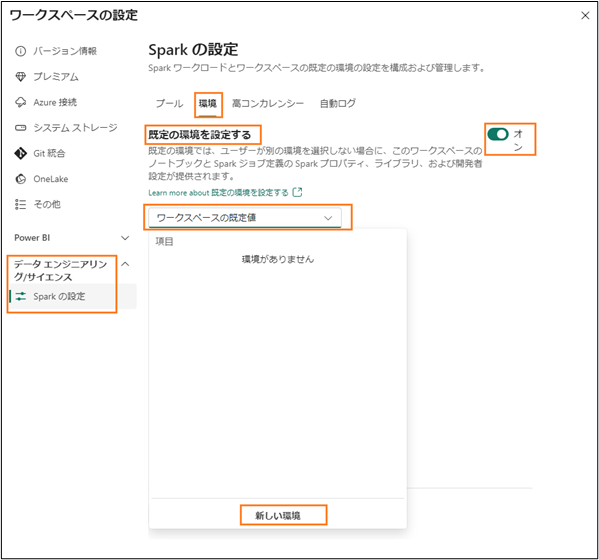 ワークスペースの設定
バージョン情報
プレミアム
Azure 接続
システム ストレージ
Git 統合
OneLake
その他
Power BI
データ エンジニアリン
グ/サイエンス
Spark の設定
Spark の設定
Spark ワークロードとワークスペースの既定の環境の設定を構成および管理します。
プール 環境 高コンカレンシー 自動ログ
既定の環境を設定する
オ
ン
既定の環境では、ユーザーが別の環境を選択しない場合に、このワークスペースの
ノートブックと Spark ジョブ定義の Spark プロパティ、ライブラリ、および開発者
設定が提供されます。
Learn more about 既定の環境を設定する
ワークスペースの既定値
項目
環境がありません
新しい環境